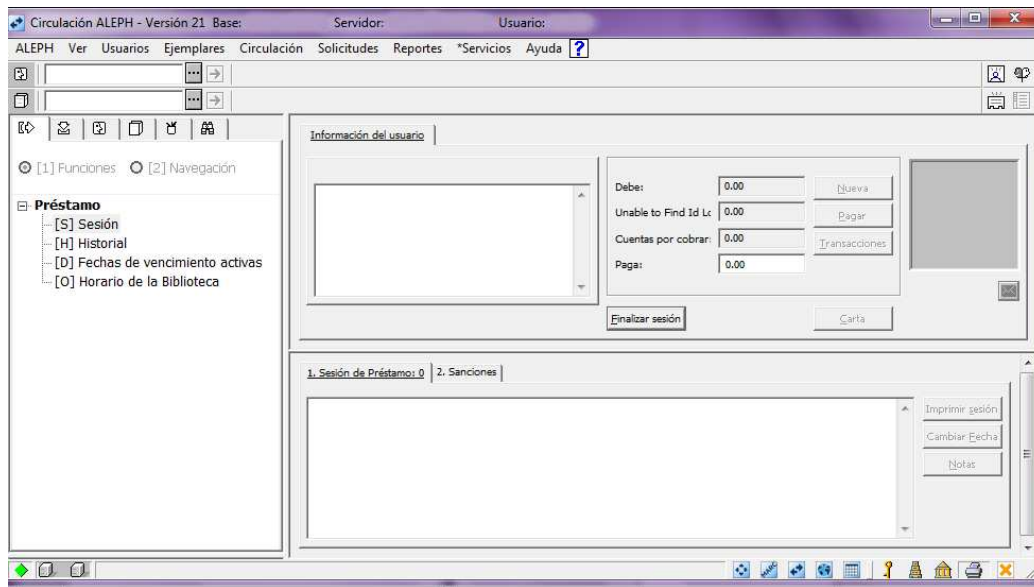 Circulación ALEPH - Versión 21 Base: Servidor: Usuario:
ALEPH Ver Usuarios Ejemplares Circulación Solicitudes Reportes *Servicios Ayuda ?
[1] Funciones [2] Navegación
Préstamo
[S] Sesión
[H] Historial
[D] Fechas de vencimiento activas
[O] Horario de la Biblioteca
Información del usuario
Debe: 0.00 Nueva
Unable to Find Id Lc 0.00 Pagar
Cuentas por cobrar: 0.00 Transacciones
Paga: 0.00
Finalizar sesión Carta
1. Sesión de Préstamo: 0 2. Sanciones
Imprimir sesión
Cambiar Fecha
Notas